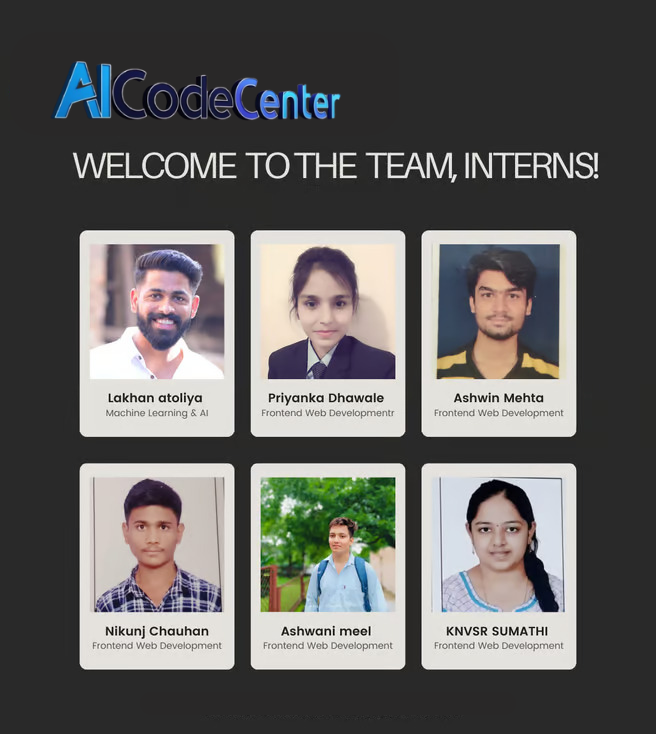 AICodeCenter
WELCOME TO THE TEAM, INTERNS!
Lakhan atoliya
Machine Learning & AI
Priyanka Dhawale
Frontend Web Developmentr
Ashwin Mehta
Frontend Web Development
Nikunj Chauhan
Frontend Web Development
Ashwani meel
Frontend Web Development
KNVSR SUMATHI
Frontend Web Development